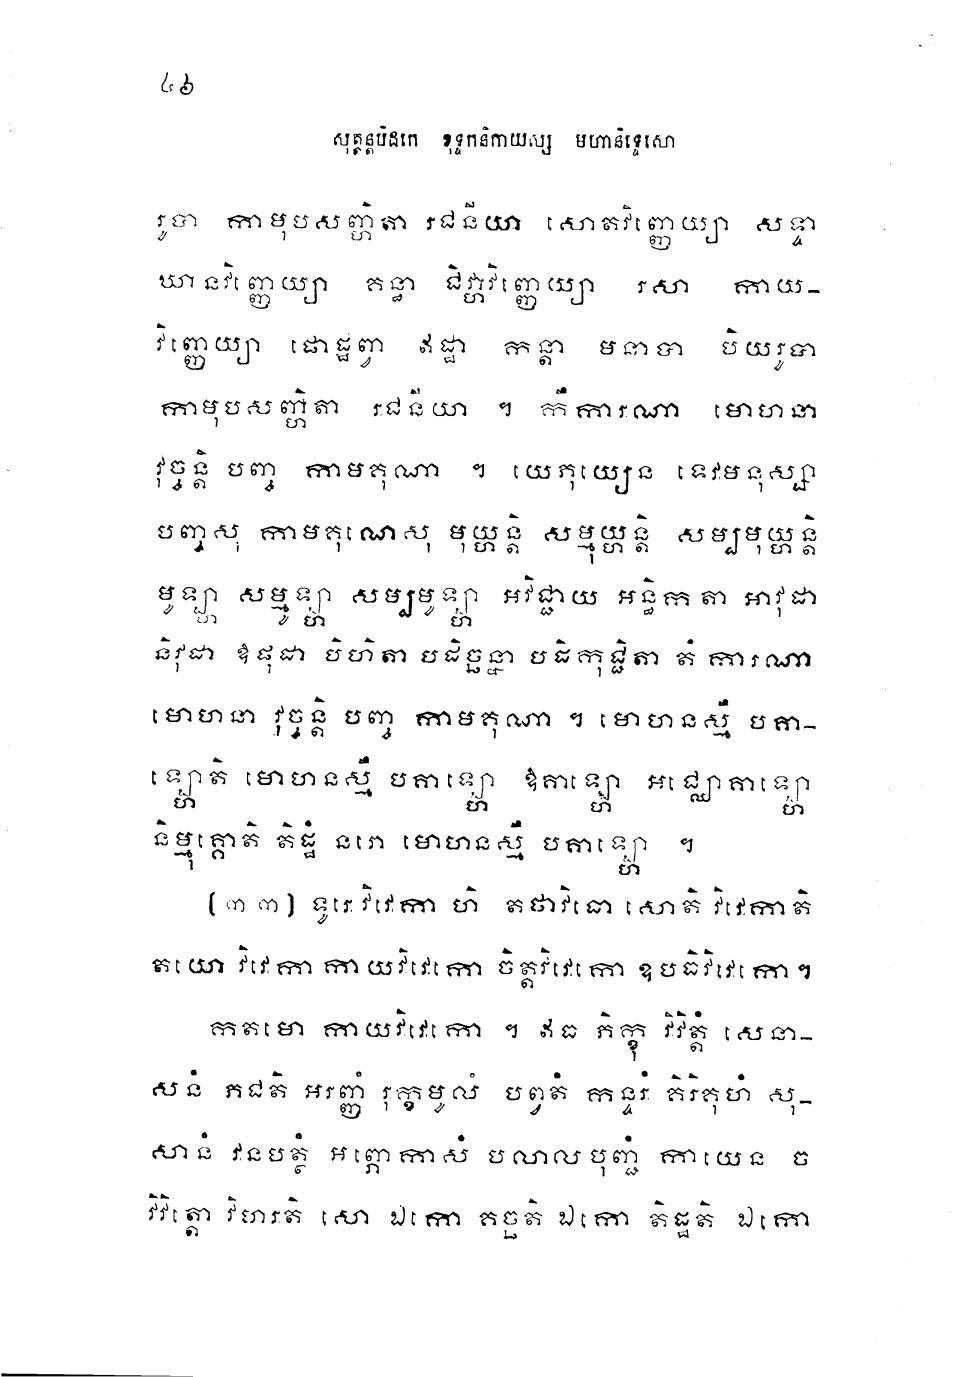 ៤៦
សុត្តន្តបិដកេ ខុទ្ទកនិកាយស្ស មហានិទ្ទេសោ
រូបា កាមុបសញ្ហិតា រជនីយា សោតវិញ្ញេយ្យា សទ្ទា
ឃានវិញ្ញេយ្យា គន្ធា ជិវ្ហាវិញ្ញេយ្យា រសា កាយ-
វិញ្ញេយ្យា ផោដ្ឋព្វា ឥដ្ឋា កន្តា មនាបា បិយរូបា
កាមុបសញ្ហិតា រជនីយា ។ កឹការណា មោហនា
វុច្ចន្តិ បញ្ច កាមគុណា ។ យេភុយ្យេន ទេវមនុស្សា
បញ្ចសុ កាមគុណេសុ មុយ្ហន្តិ សម្មុយ្ហន្តិ សម្បមុយ្ហន្តិ
មូឡ្ហា សម្មូឡ្ហា សម្បមូឡ្ហា អវិជ្ជាយ អន្ធិកតា អាវុដា
និវុដា ឱផុដា បិហិតា បដិច្ឆន្នា បដិកុជ្ជិតា តំ ការណា
មោហនា វុច្ចន្តិ បញ្ច កាមគុណា ។ មោហនស្មឹ បគា-
ឡ្ហោតិ មោហនស្មឹ បគាឡ្ហោ ឱគាឡ្ហោ អជ្ឈោគាឡ្ហោ
និម្មុគ្គោតិ តិដ្ឋំ នរោ មោហនស្មឹ បគាឡ្ហោ ។
(៣៣) ទូរេ វិវេកា ហិ តថាវិធោ សោតិ វិវេកាតិ
តយោ វិវេកា កាយវិវេកោ ចិត្តវិវេកោ ឧបធិវិវេកោ។
កតមោ កាយវិវេកោ ។ ឥធ ភិក្ខុ វិវិត្តំ សេនា-
សនំ ភជតិ អរញ្ញំ រុក្ខមូលំ បព្វតំ កន្ទរំ គិរិគុហំ សុ-
សានំ វនបត្ថំ អព្ភោកាសំ បលាលបុញ្ជំ កាយេន ច
វិវិត្តោ វិហរតិ សោ ឯកោ គច្ឆតិ ឯកោ តិដ្ឋតិ ឯកោ